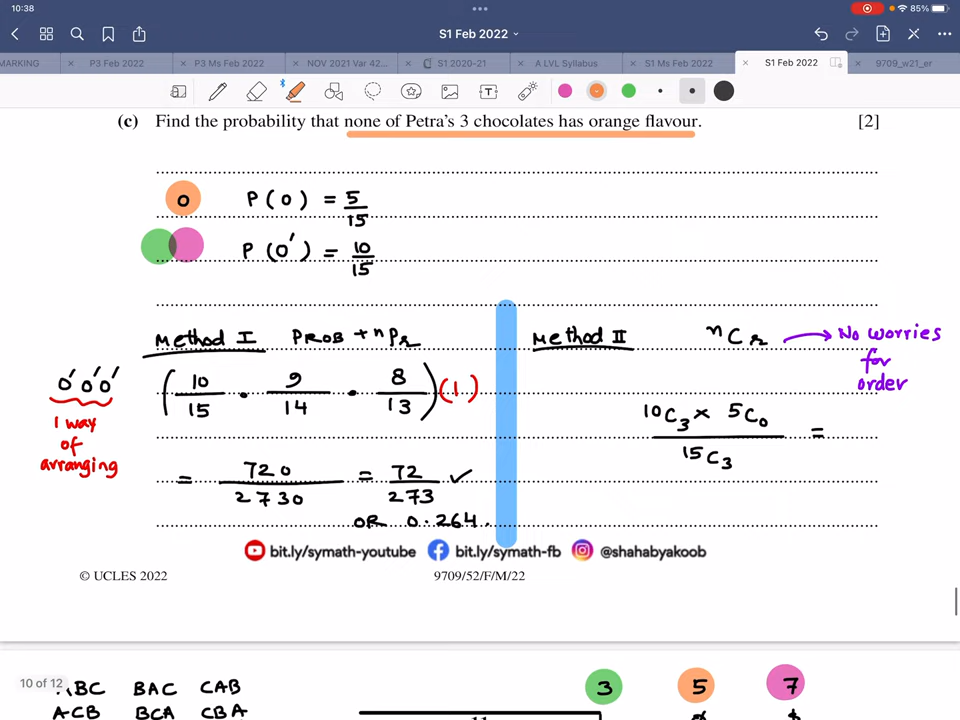 10:38
85%
S1 Feb 2022
MARKING
P3 Feb 2022
P3 Ms Feb 2022
NOV 2021 Var 42...
S1 2020-21
A LVL Syllabus
S1 Ms Feb 2022
S1 Feb 2022
9709_w21_er
(c) Find the probability that none of Petra's 3 chocolates has orange flavour. [2]
O P(O) = 5/15
P(O') = 10/15
Method I PROB + nPr
Method II nCr → No worries for order
O'O'O' (10/15 · 9/14 · 8/13)(1)
1 way
of
arranging
10C3 x 5C0 / 15C3 =
= 720/2730 = 72/273 ✓
OR 0.264.
bit.ly/symath-youtube bit.ly/symath-fb @shahabyakoob
© UCLES 2022 9709/52/F/M/22
10 of 12
ABC BAC CAB
ACB BCA CBA
3 5 7